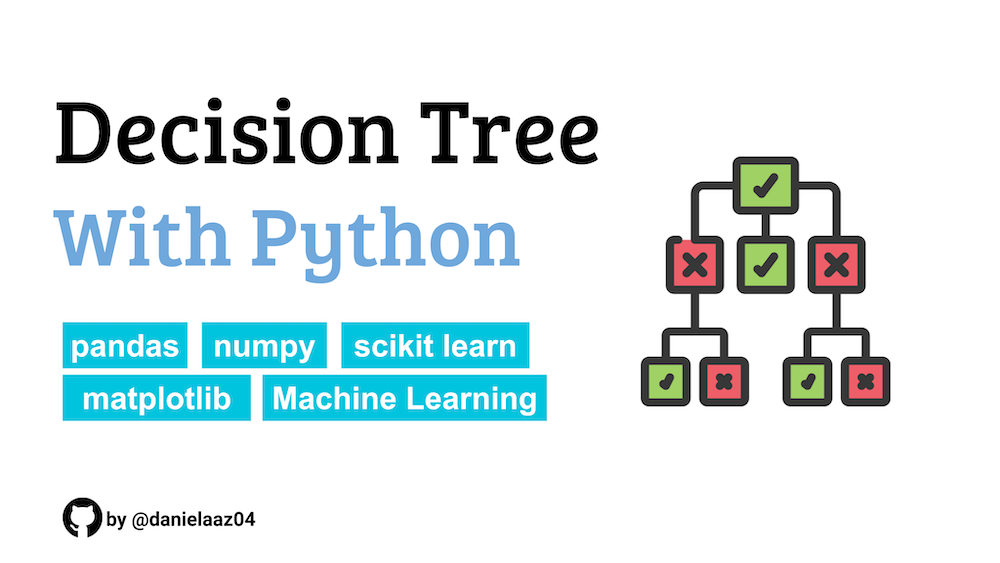 Decision Tree
With Python
pandas numpy scikit learn
matplotlib Machine Learning
by @danielaaz04